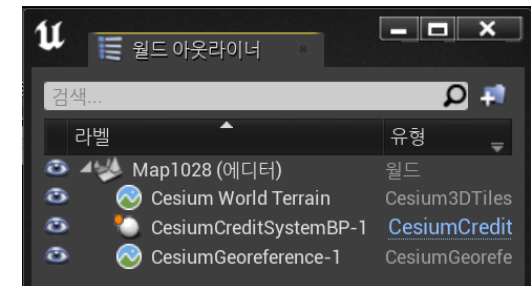 월드 아웃라이너
검색...
라벨 유형
Map1028 (에디터) 월드
Cesium World Terrain Cesium3DTiles
CesiumCreditSystemBP-1 CesiumCredit
CesiumGeoreference-1 CesiumGeorefe